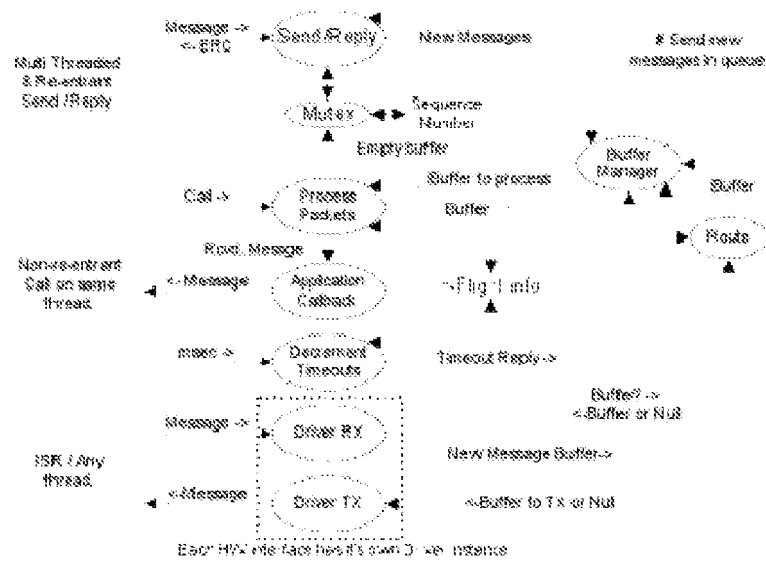 Message ->
<- ERC
Send /Reply
New Messages
# Send new
messages in queue
Multi Threaded
& Re-entrant
Send / Reply
Mutex
Sequence
Number
Empty buffer
Buffer
Manager
Buffer to process
Buffer
Call ->
Process
Packets
Buffer
Route
Rcvd. Message
Non-re-entrant
Call on same
thread.
<-Message
Application
Callback
info
msec ->
Decrement
Timeouts
Timeout Reply ->
Buffer? ->
<-Buffer or Null
Message ->
Driver RX
New Message Buffer->
ISR / Any
thread.
<-Message
Driver TX
<-Buffer to Tx or Null
Each H/W interface has it's own Driver instance